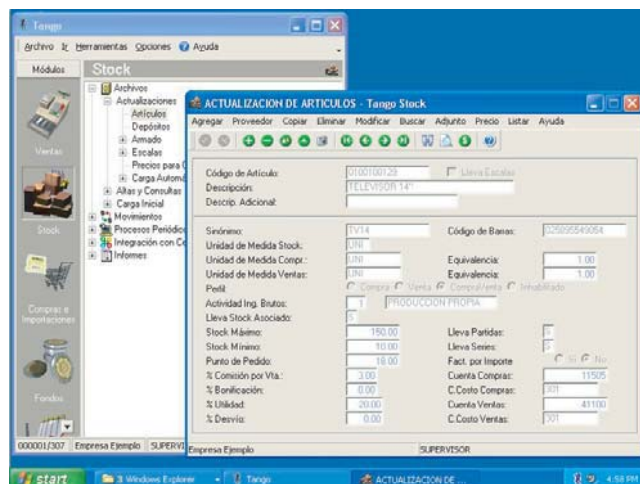 Tango
Archivo Ir Herramientas Opciones Ayuda
Módulos
Stock
Ventas
Stock
Compras e
Importaciones
Fondos
Archivos
Actualizaciones
Artículos
Depósitos
Armado
Escalas
Precios para
Carga Automá
Altas y Consultas
Carga Inicial
Movimientos
Procesos Periódic
Integración con Co
Informes
000001/307 Empresa Ejemplo SUPERVI
ACTUALIZACION DE ARTICULOS - Tango Stock
Agregar Proveedor Copiar Eliminar Modificar Buscar Adjunto Precio Listar Ayuda
Código de Artículo: 0100100129 Lleva Escalas
Descripción: TELEVISOR 14"
Descrip. Adicional:
Sinónimo: TV14 Código de Barras:
Unidad de Medida Stock: UNI
Unidad de Medida Compr.: UNI Equivalencia: 1.00
Unidad de Medida Ventas: UNI Equivalencia: 1.00
Perfil: Compra Venta CompraVenta Inhabilitado
Actividad Ing. Brutos: 1 PRODUCCION PROPIA
Lleva Stock Asociado: S
Stock Máximo: 150.00 Lleva Partidas: S
Stock Mínimo: 10.00 Lleva Series: S
Punto de Pedido: 18.00 Fact. por Importe Si No
% Comisión por Vta.: 3.00 Cuenta Compras: 11505
% Bonificación: 0.00 C.Costo Compras: 301
% Utilidad: 20.00 Cuenta Ventas: 41100
% Desvío: 0.00 C.Costo Ventas: 301
Empresa Ejemplo SUPERVISOR
start 3 Windows Explorer Tango ACTUALIZACION DE ... 4:58 PM